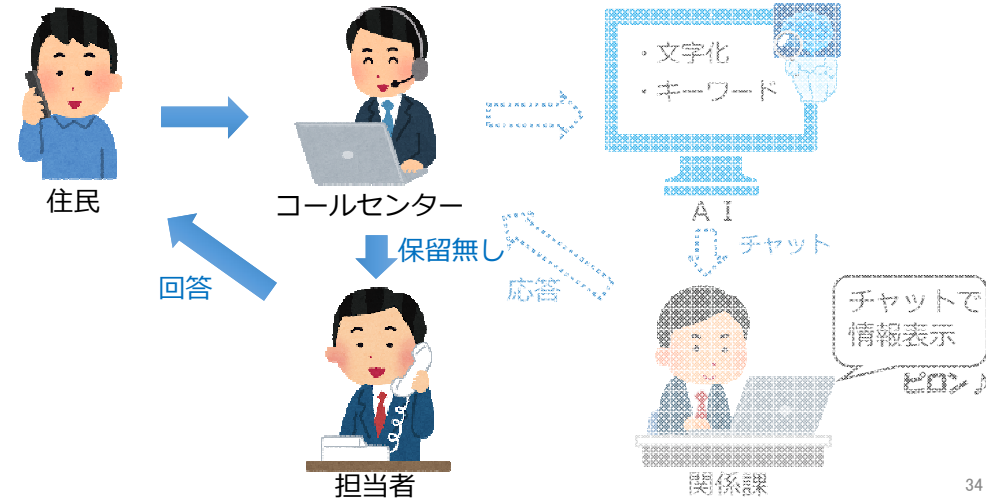 ・文字化
・キーワード
住民
コールセンター
ＡＩ
保留無し
チャット
回答
応答
チャットで
情報表示
ピロン♪
担当者
関係課
34